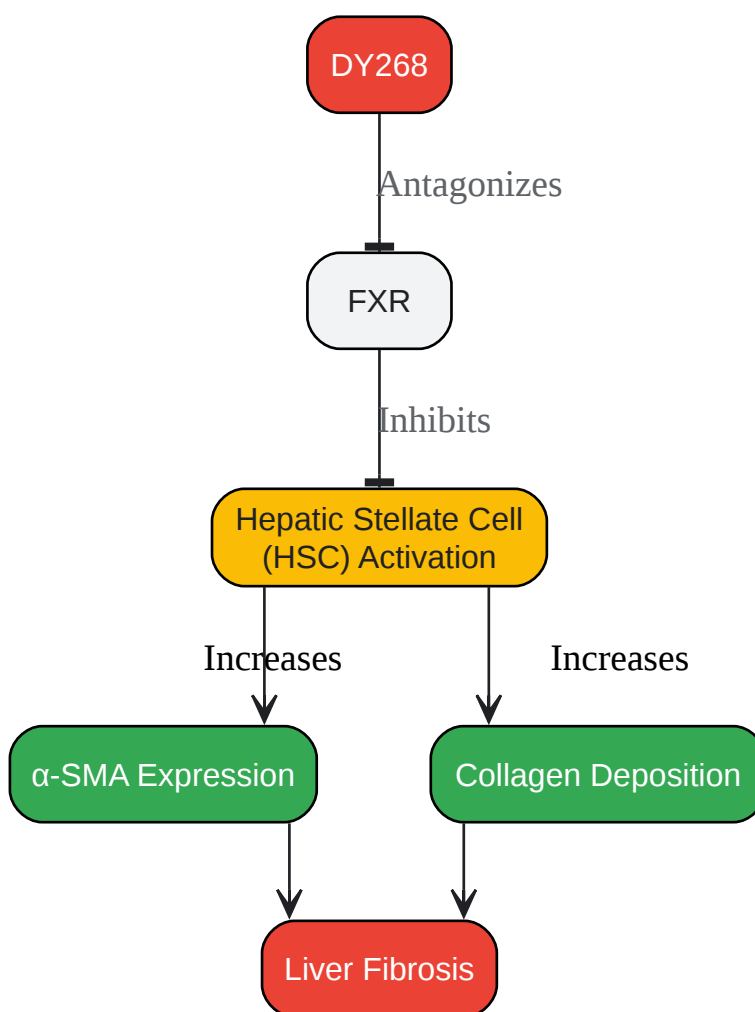 DY268
Antagonizes
FXR
Inhibits
Hepatic Stellate Cell
(HSC) Activation
Increases
Increases
α-SMA Expression
Collagen Deposition
Liver Fibrosis